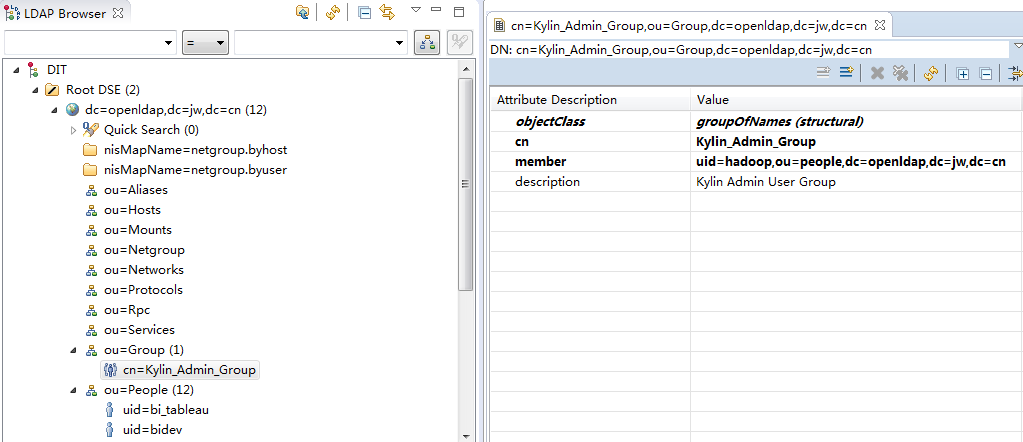 LDAP Browser
=
DIT
Root DSE (2)
dc=openldap,dc=jw,dc=cn (12)
Quick Search (0)
nisMapName=netgroup.byhost
nisMapName=netgroup.byuser
ou=Aliases
ou=Hosts
ou=Mounts
ou=Netgroup
ou=Networks
ou=Protocols
ou=Rpc
ou=Services
ou=Group (1)
cn=Kylin_Admin_Group
ou=People (12)
uid=bi_tableau
uid=bidev
cn=Kylin_Admin_Group,ou=Group,dc=openldap,dc=jw,dc=cn
DN: cn=Kylin_Admin_Group,ou=Group,dc=openldap,dc=jw,dc=cn
Attribute Description Value
objectClass groupOfNames (structural)
cn Kylin_Admin_Group
member uid=hadoop,ou=people,dc=openldap,dc=jw,dc=cn
description Kylin Admin User Group